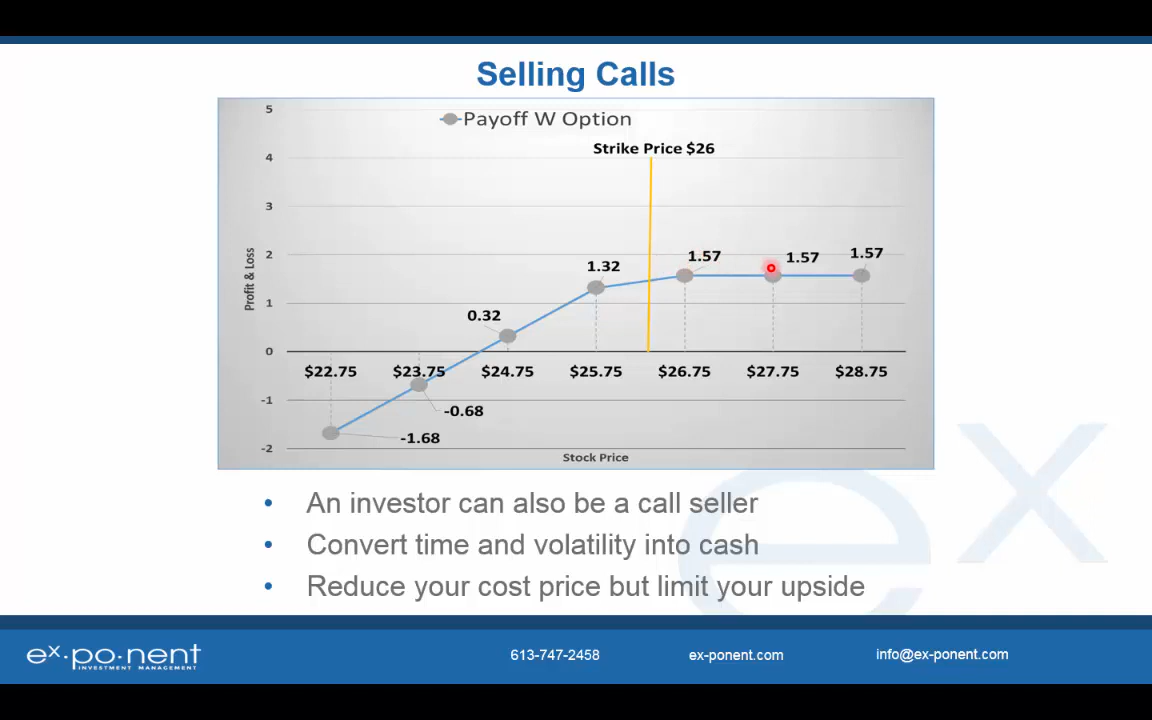 Selling Calls
5
Payoff W Option
4
Strike Price $26
3
2
1.57
1.57
1.57
1.32
Profit & Loss
1
0.32
0
$22.75 $23.75 $24.75 $25.75 $26.75 $27.75 $28.75
-1
-0.68
-1.68
-2
Stock Price
• An investor can also be a call seller
• Convert time and volatility into cash
• Reduce your cost price but limit your upside
ex
ex·po·nent
INVESTMENT MANAGEMENT
613-747-2458
ex-ponent.com
info@ex-ponent.com